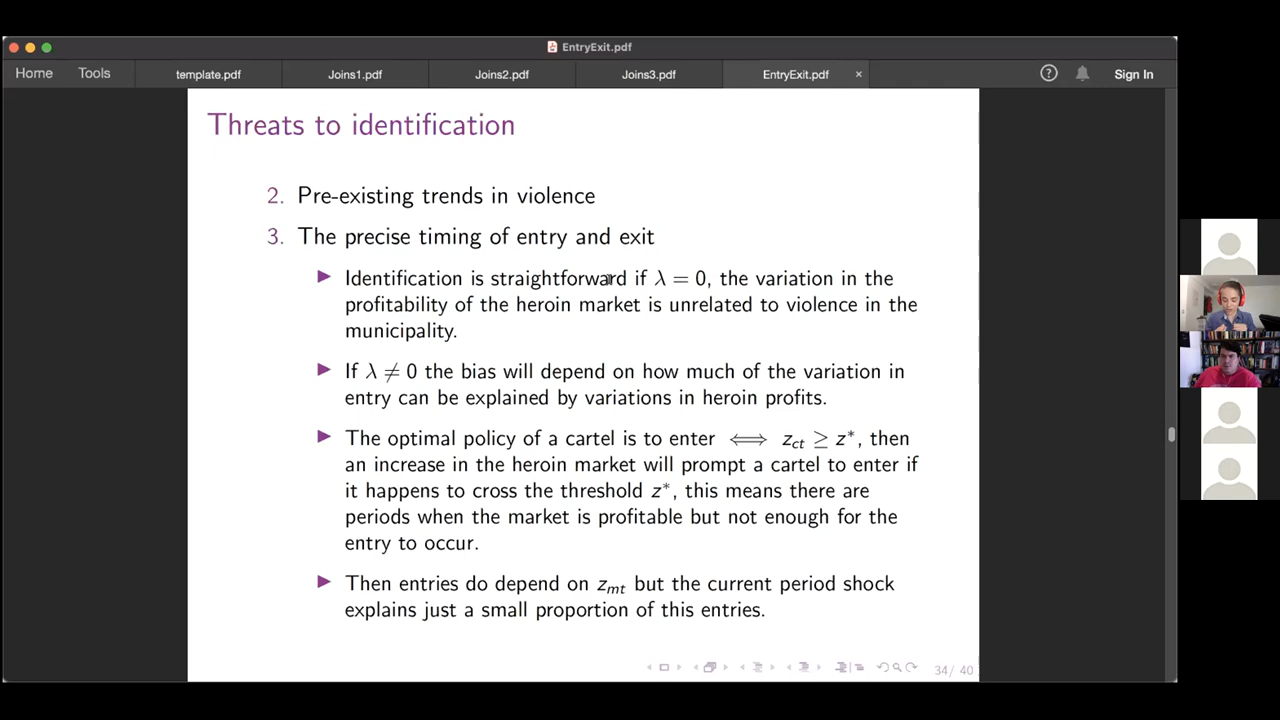 EntryExit.pdf
Home Tools template.pdf Joins1.pdf Joins2.pdf Joins3.pdf EntryExit.pdf × ? Sign In
Threats to identification
2. Pre-existing trends in violence
3. The precise timing of entry and exit
▶ Identification is straightforward if λ = 0, the variation in the
profitability of the heroin market is unrelated to violence in the
municipality.
▶ If λ ≠ 0 the bias will depend on how much of the variation in
entry can be explained by variations in heroin profits.
▶ The optimal policy of a cartel is to enter ⟺ z_ct ≥ z*, then
an increase in the heroin market will prompt a cartel to enter if
it happens to cross the threshold z*, this means there are
periods when the market is profitable but not enough for the
entry to occur.
▶ Then entries do depend on z_mt but the current period shock
explains just a small proportion of this entries.
34 / 40